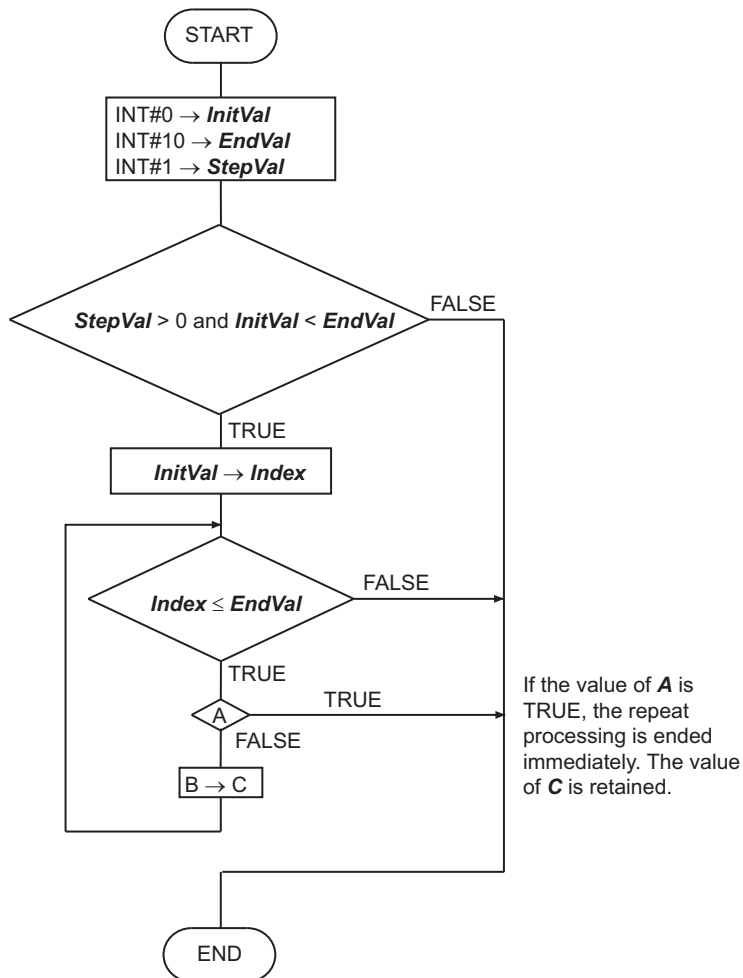 START
INT#0 → InitVal
INT#10 → EndVal
INT#1 → StepVal
StepVal > 0 and InitVal < EndVal
FALSE
TRUE
InitVal → Index
Index ≤ EndVal
FALSE
TRUE
A
TRUE
FALSE
B → C
If the value of A is
TRUE, the repeat
processing is ended
immediately. The value
of C is retained.
END